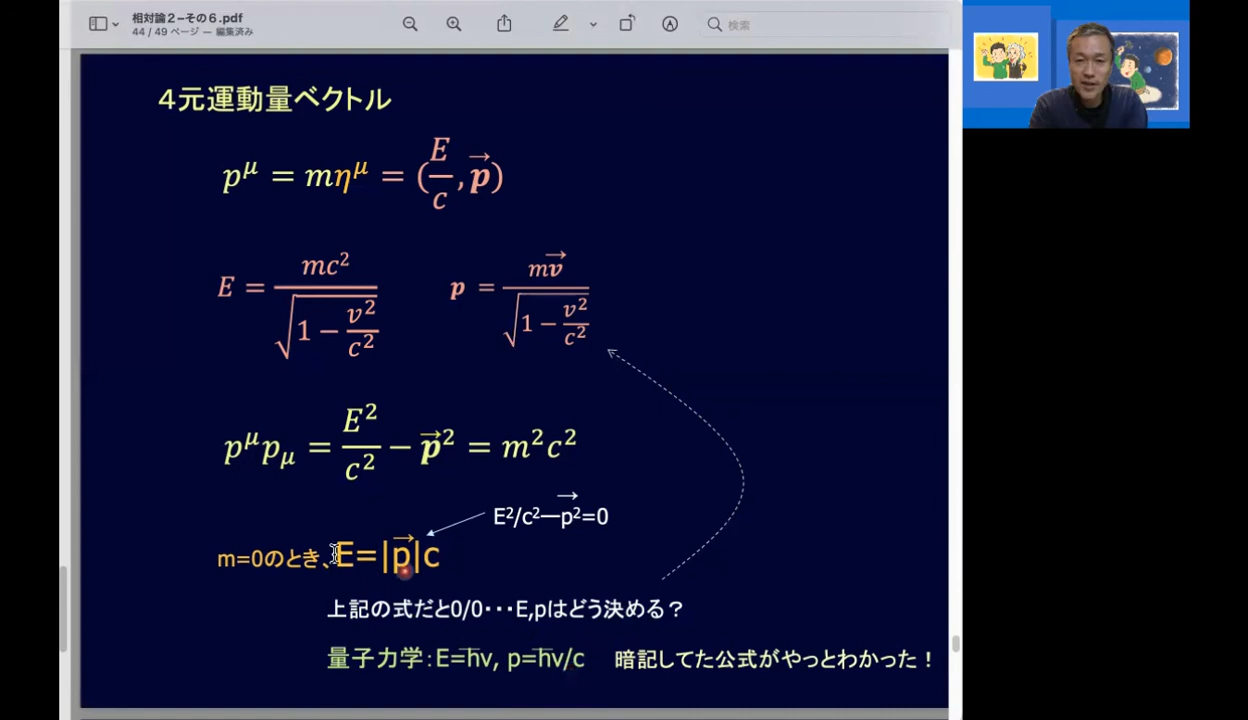 相対論２−その６.pdf
44 / 49 ページ — 編集済み
検索
４元運動量ベクトル
p^μ = mη^μ = (E/c, p⃗)
E = mc²/√(1 − v²/c²)
p = mv⃗/√(1 − v²/c²)
p^μ p_μ = E²/c² − p⃗² = m²c²
E²/c²—p⃗²=0
m=0のとき、E=|p⃗|c
上記の式だと0/0・・・E,pはどう決める？
量子力学：E=hν, p=hν/c
暗記してた公式がやっとわかった！